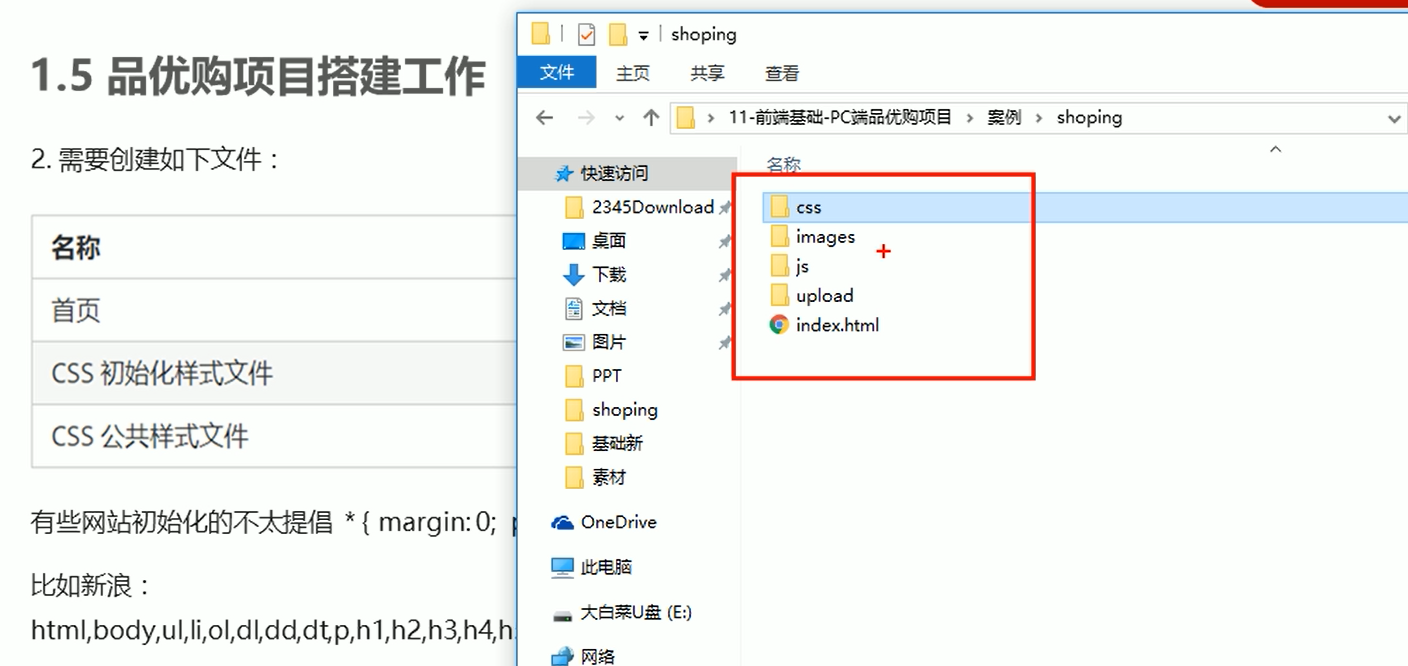 1.5 品优购项目搭建工作
2. 需要创建如下文件：
名称
首页
CSS 初始化样式文件
CSS 公共样式文件
有些网站初始化的不太提倡 * { margin: 0;
比如新浪：
html,body,ul,li,ol,dl,dd,dt,p,h1,h2,h3,h4,h
shoping
文件 主页 共享 查看
11-前端基础-PC端品优购项目 > 案例 > shoping
快速访问
2345Download
桌面
下载
文档
图片
PPT
shoping
基础新
素材
OneDrive
此电脑
大白菜U盘 (E:)
网络
名称
css
images
js
upload
index.html